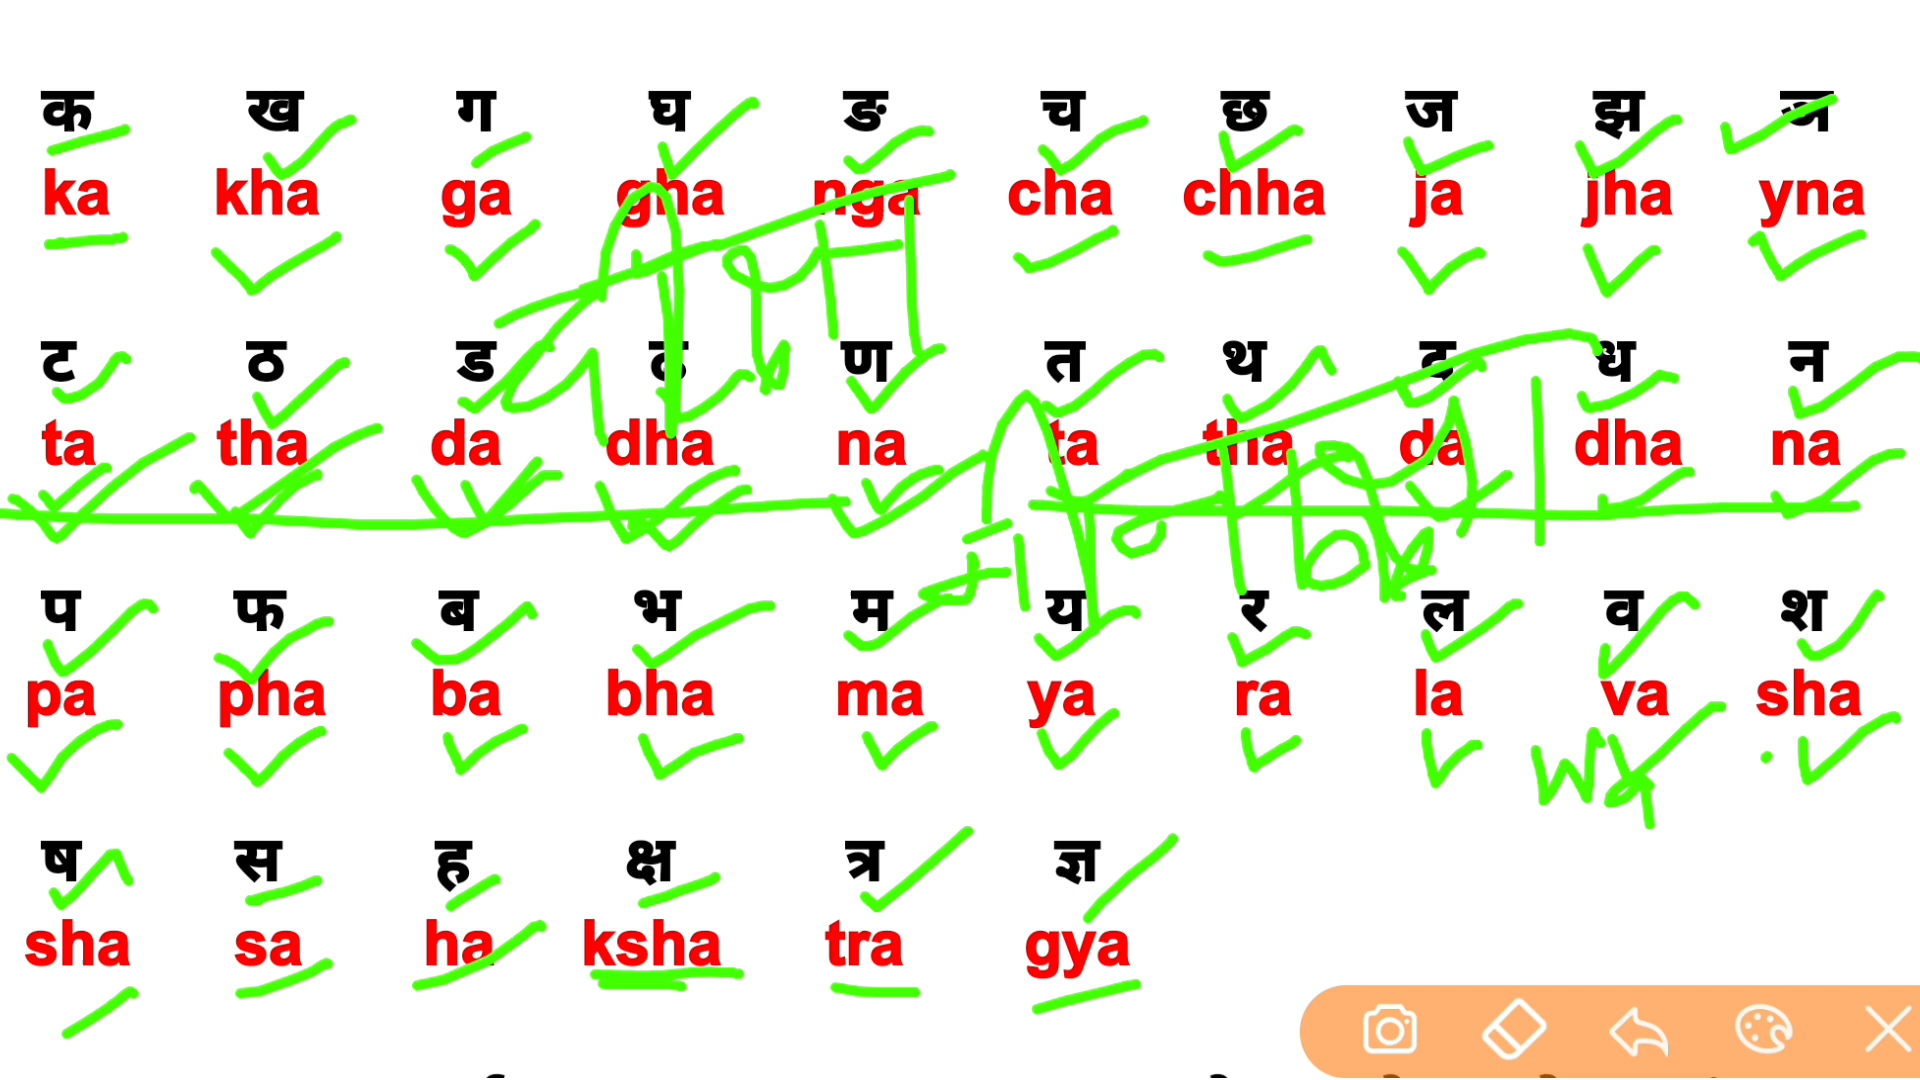 क ख ग घ ङ च छ ज झ ञ
ka kha ga gha nga cha chha ja jha yna
ट ठ ड ढ ण त थ द ध न
ta tha da dha na ta tha da dha na
प फ ब भ म य र ल व श
pa pha ba bha ma ya ra la va sha
wa
ष स ह क्ष त्र ज्ञ
sha sa ha ksha tra gya